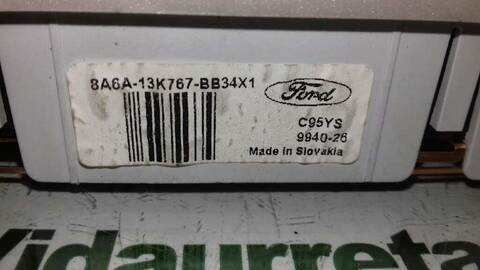 8A6A-13K767-BB34X1
Ford
C95YS
9940-26
Made in Slovakia
Vidaurreta